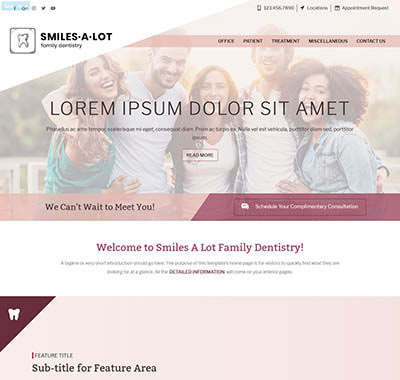 123.456.7890 Locations Appointment Request
SMILES·A·LOT
family dentistry
OFFICE PATIENT TREATMENT MISCELLANEOUS CONTACT US
LOREM IPSUM DOLOR SIT AMET
Phasellus ac ante tempor, scelerisque mi eget, consequat diam. Proin ac turpis ex. Nulla vel est vehicula, porttitor diam sed, porttitor
ipsum.
READ MORE
We Can't Wait to Meet You!
Schedule Your Complimentary Consultation
Welcome to Smiles A Lot Family Dentistry!
A tagline or very short introduction should go here. The purpose of this template's home page is for visitors to quickly find what they are
looking for at a glance. All the DETAILED INFORMATION will come on your interior pages.
FEATURE TITLE
Sub-title for Feature Area